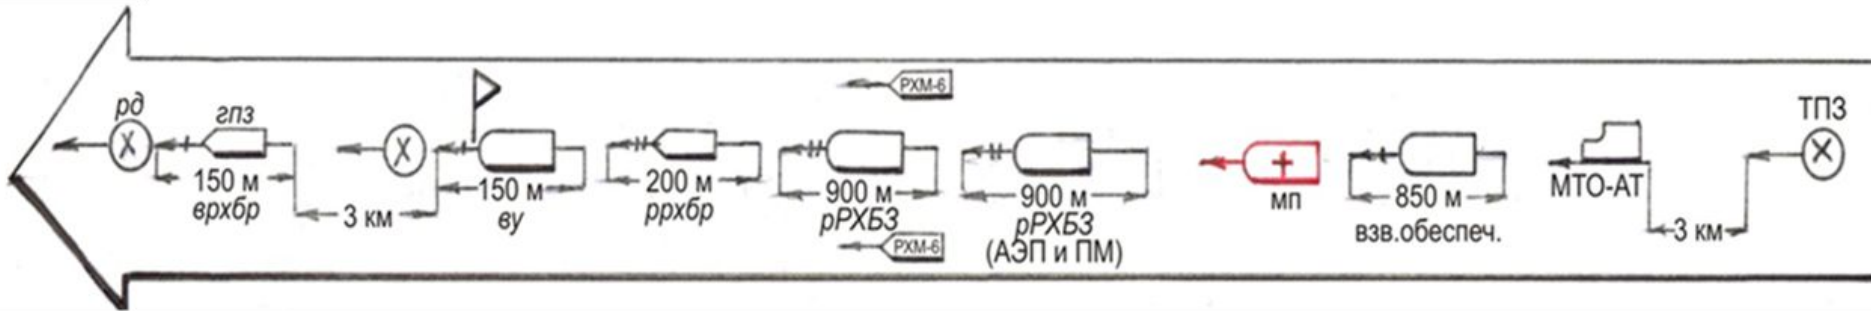 рд
гпз
150 м
врхбр
3 км
150 м
ву
200 м
ррхбр
РХМ-6
900 м
рРХБЗ
РХМ-6
900 м
рРХБЗ
(АЭП и ПМ)
мп
850 м
взв.обеспеч.
МТО-АТ
3 км
ТПЗ